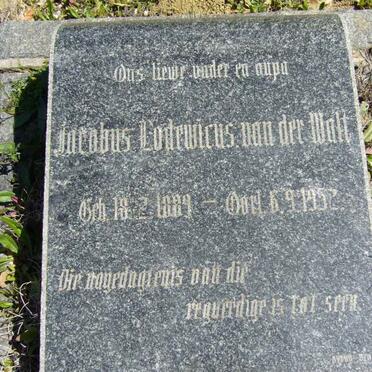 Ons liewe vader en oupa
Jacobus Lodewicus van der Walt
Geb. 18.2.1889 – Oorl. 6.9.1952
Die nagedagtenis van die
regverdige is tot seën